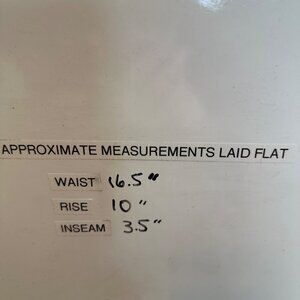 APPROXIMATE MEASUREMENTS LAID FLAT
WAIST 16.5"
RISE 10"
INSEAM 3.5"